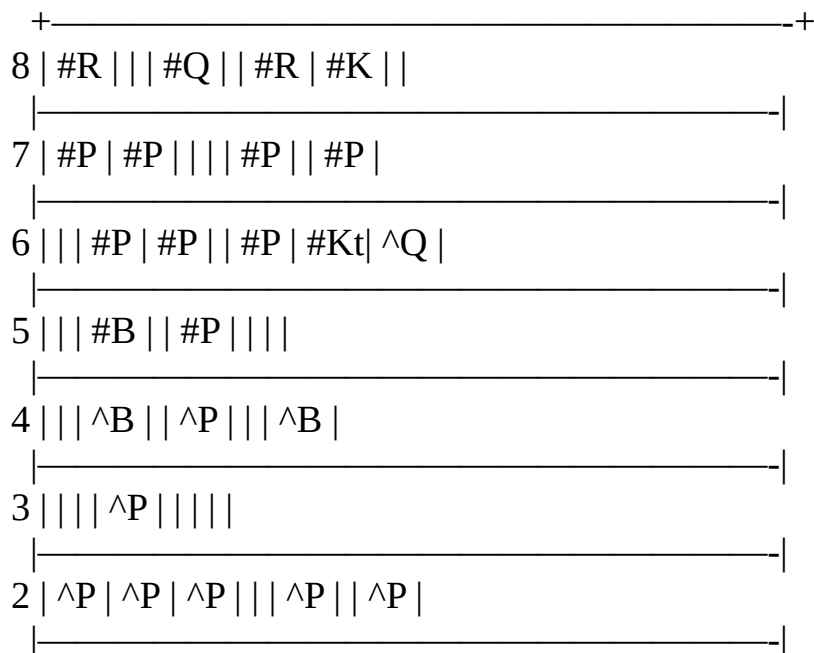 +—————————————————————-+
8 | #R | | | #Q | | #R | #K | |
|—————————————————————-|
7 | #P | #P | | | | #P | | #P |
|—————————————————————-|
6 | | | #P | #P | | #P | #Kt| ^Q |
|—————————————————————-|
5 | | | #B | | #P | | | |
|—————————————————————-|
4 | | | ^B | | ^P | | | ^B |
|—————————————————————-|
3 | | | | ^P | | | | |
|—————————————————————-|
2 | ^P | ^P | ^P | | | ^P | | ^P |
|—————————————————————-|